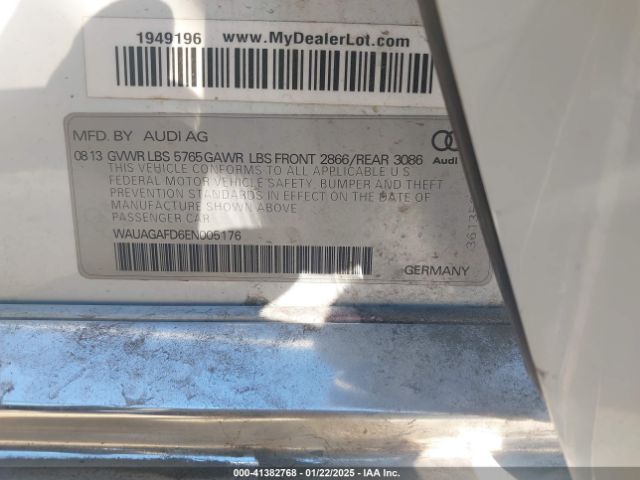 1949196 www.MyDealerLot.com
MFD. BY AUDI AG
0813 GVWR LBS 5765 GAWR LBS FRONT 2866/REAR 3086 Audi
THIS VEHICLE CONFORMS TO ALL APPLICABLE U S
FEDERAL MOTOR VEHICLE SAFETY, BUMPER AND THEFT
PREVENTION STANDARDS IN EFFECT ON THE DATE OF
MANUFACTURE SHOWN ABOVE
PASSENGER CAR
WAUAGAFD6EN005176
GERMANY
000-41382768 - 01/22/2025 - IAA Inc.